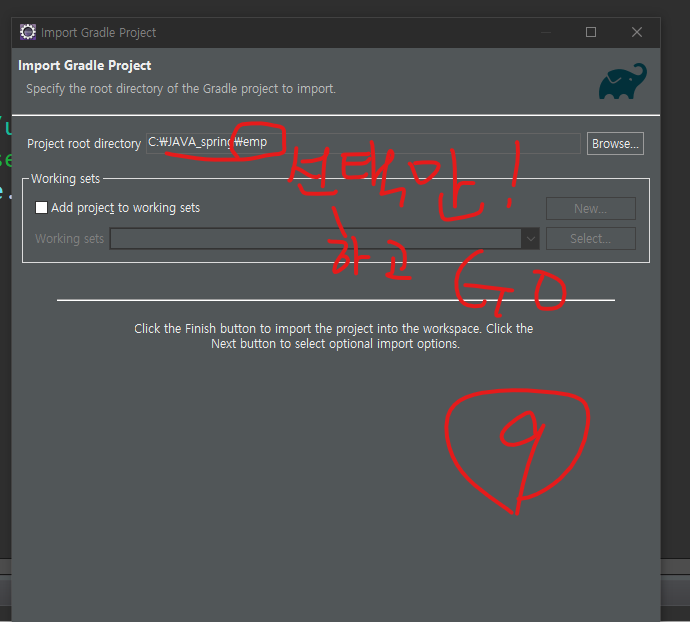 Import Gradle Project
Import Gradle Project
Specify the root directory of the Gradle project to import.
Project root directory C:₩JAVA_spring₩emp Browse...
선택만!
하고 GO
Working sets
Add project to working sets New...
Working sets Select...
Click the Finish button to import the project into the workspace. Click the
Next button to select optional import options.
9